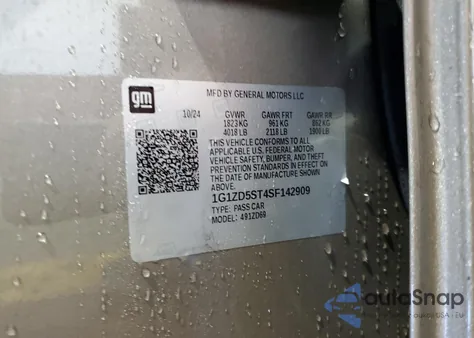 gm
MFD BY GENERAL MOTORS LLC
10/24 GVWR GAWR FRT GAWR RR
1823 KG 961 KG 862 KG
4018 LB 2118 LB 1900 LB
THIS VEHICLE CONFORMS TO ALL
APPLICABLE U.S. FEDERAL MOTOR
VEHICLE SAFETY, BUMPER, AND THEFT
PREVENTION STANDARDS IN EFFECT
ON THE DATE OF MANUFACTURE
SHOWN ABOVE.
1G1ZD5ST4SF142909
TYPE: PASS CAR
MODEL: 491ZD69
AutoSnap